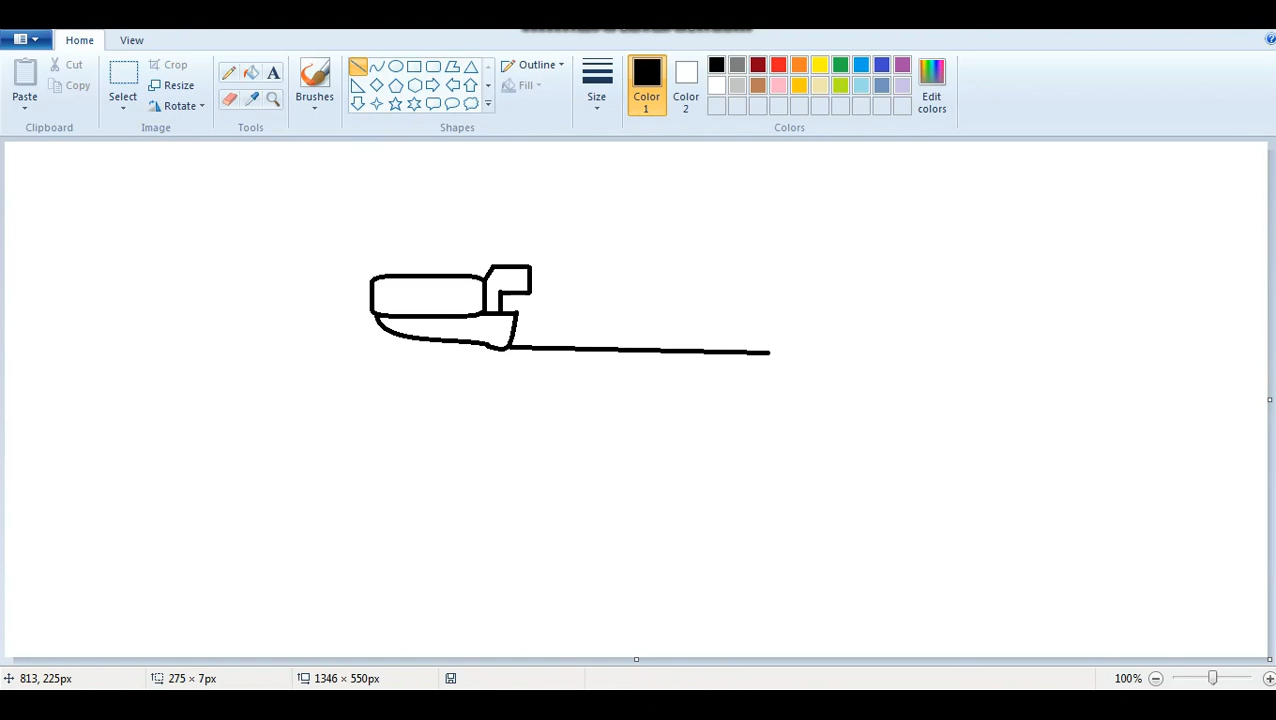 Home View
Paste
Cut
Copy
Clipboard
Select
Crop
Resize
Rotate
Image
A
Tools
Brushes
Shapes
Outline
Fill
Size
Color 1
Color 2
Edit colors
Colors
813, 225px 275 × 7px 1346 × 550px 100%